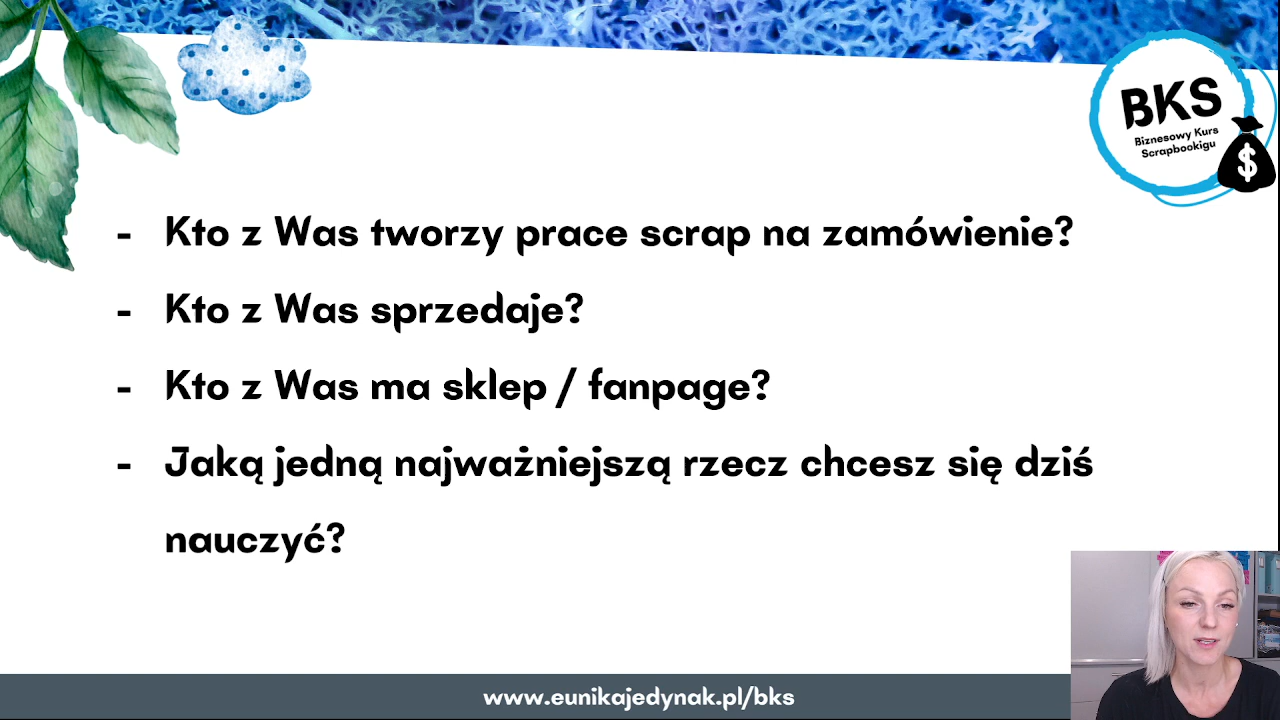 BKS
Biznesowy Kurs
Scrapbookigu
$
- Kto z Was tworzy prace scrap na zamówienie?
- Kto z Was sprzedaje?
- Kto z Was ma sklep / fanpage?
- Jaką jedną najważniejszą rzecz chcesz się dziś
nauczyć?
www.eunikajedynak.pl/bks